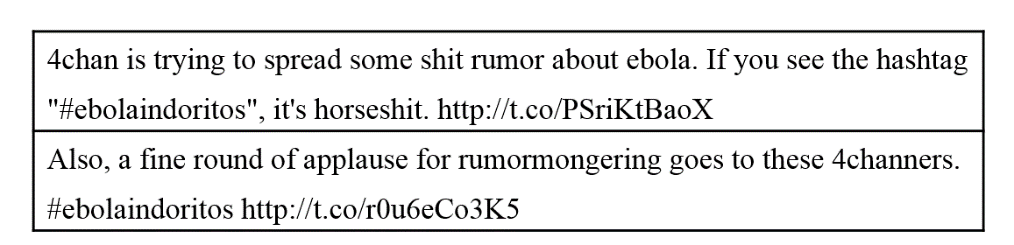 4chan is trying to spread some shit rumor about ebola. If you see the hashtag
"#ebolaindoritos", it's horseshit. http://t.co/PSriKtBaoX
Also, a fine round of applause for rumormongering goes to these 4channers.
#ebolaindoritos http://t.co/r0u6eCo3K5